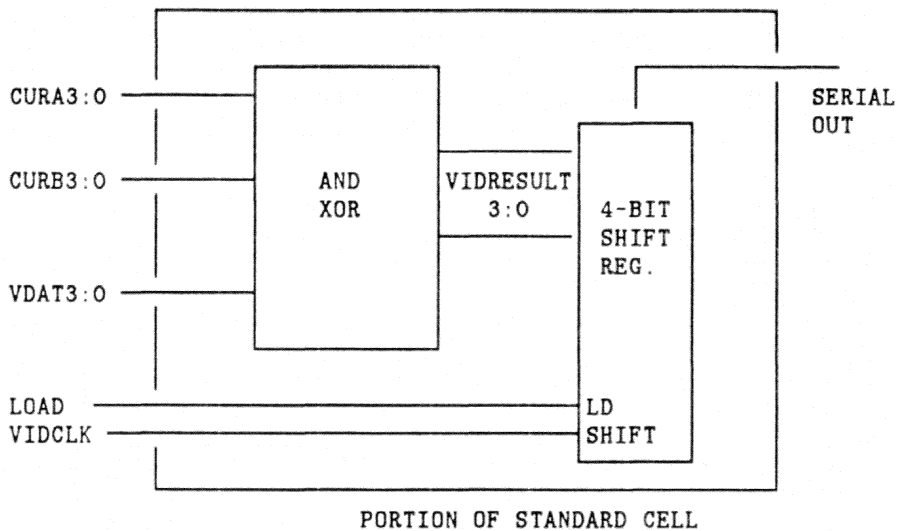 CURA3:0
SERIAL
OUT
CURB3:0
AND
XOR
VIDRESULT
3:0
4-BIT
SHIFT
REG.
VDAT3:0
LOAD
LD
VIDCLK
SHIFT
PORTION OF STANDARD CELL